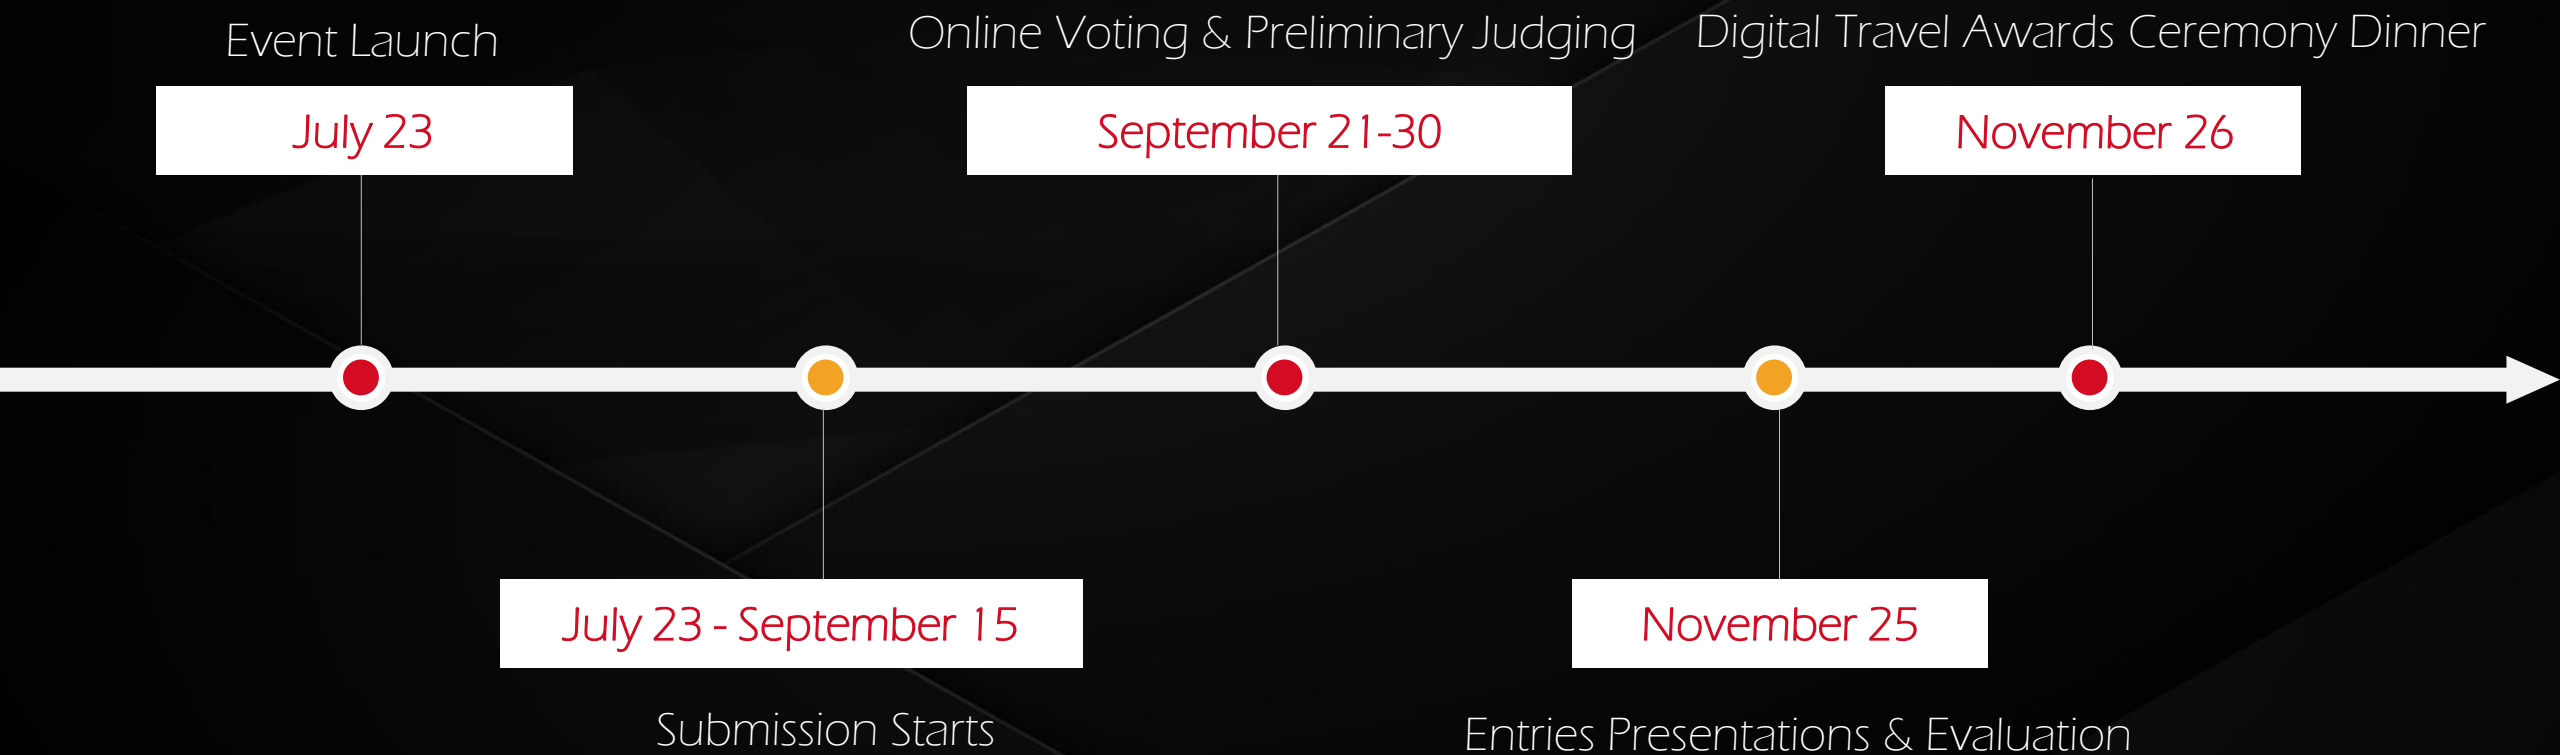 Event Launch
July 23
July 23 - September 15
Submission Starts
Online Voting & Preliminary Judging
September 21-30
November 25
Entries Presentations & Evaluation
Digital Travel Awards Ceremony Dinner
November 26